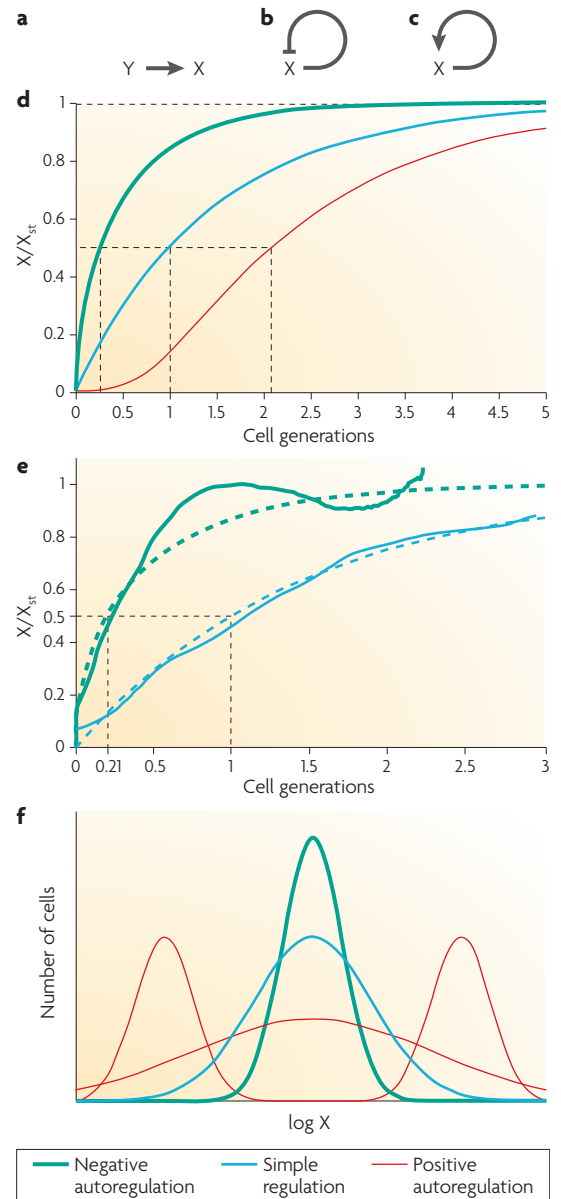 a b c
Y X X X
d
1
0.8
0.6
0.4
0.2
0
X/Xst
0 0.5 1 1.5 2 2.5 3 3.5 4 4.5 5
Cell generations
e
1
0.8
0.6
0.5
0.4
0.2
0
X/Xst
0 0.21 0.5 1 1.5 2 2.5 3
Cell generations
f
Number of cells
log X
Negative autoregulation
Simple regulation
Positive autoregulation